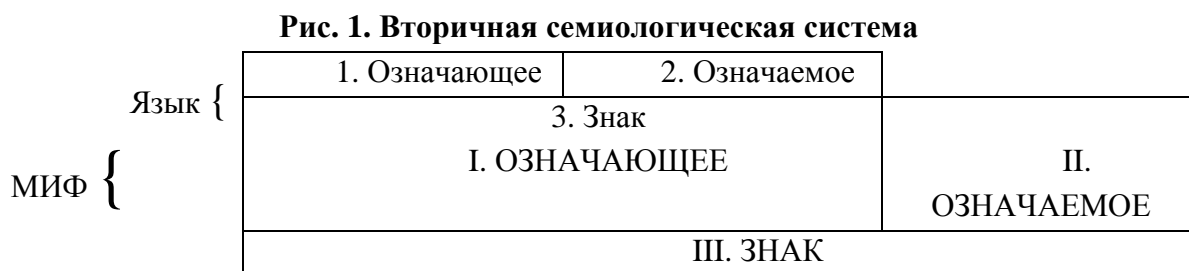 Рис. 1. Вторичная семиологическая система
1. Означающее 2. Означаемое
Язык {
3. Знак
I. ОЗНАЧАЮЩЕЕ II.
МИФ {
ОЗНАЧАЕМОЕ
III. ЗНАК